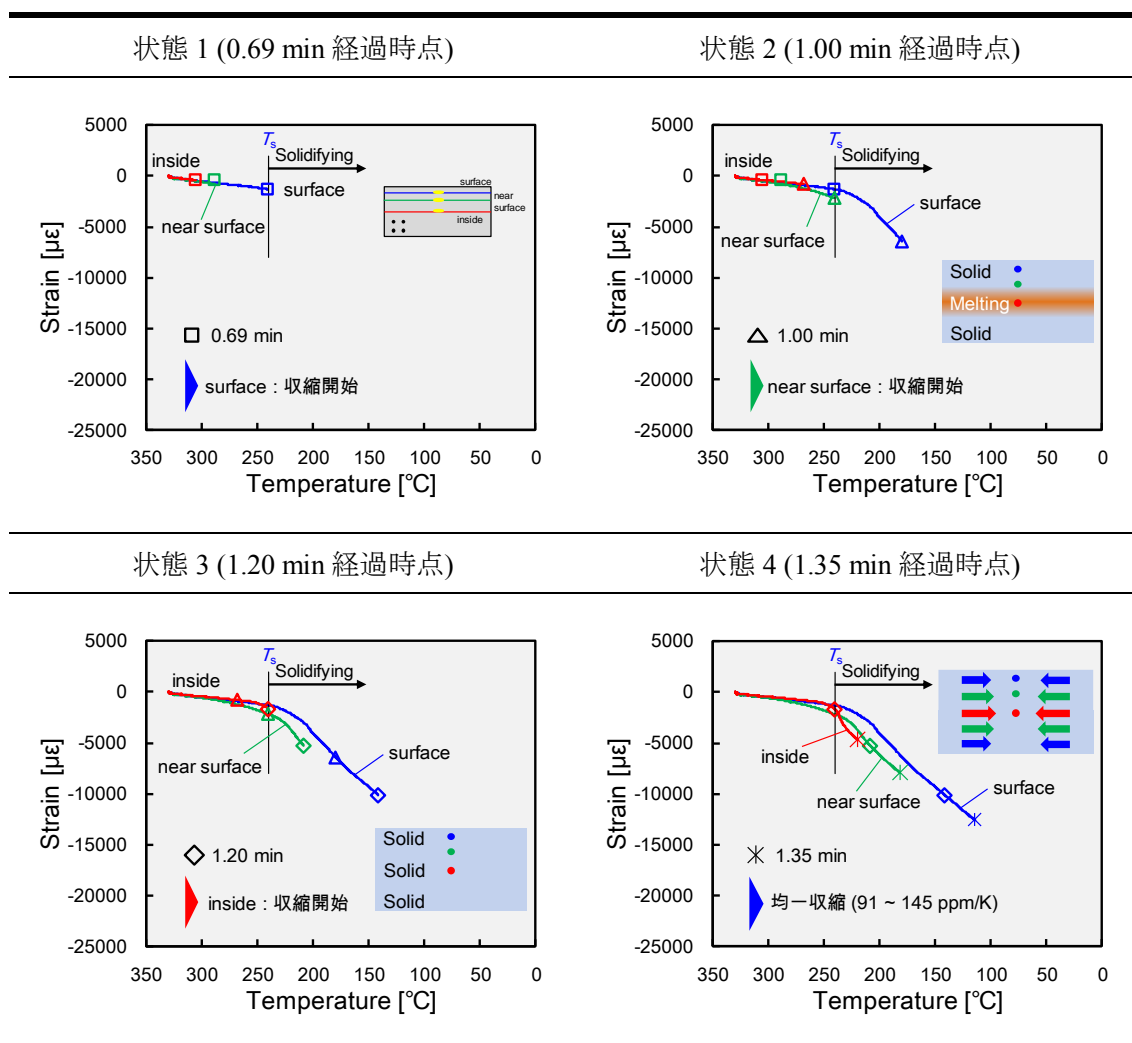 状態 1 (0.69 min 経過時点)
状態 2 (1.00 min 経過時点)
5000
0
-5000
-10000
-15000
-20000
-25000
350 300 250 200 150 100 50 0
Strain [με]
Temperature [℃]
Ts
Solidifying
inside
surface
near surface
surface
near
surface
inside
0.69 min
surface：収縮開始
5000
0
-5000
-10000
-15000
-20000
-25000
350 300 250 200 150 100 50 0
Strain [με]
Temperature [℃]
Ts
Solidifying
inside
surface
near surface
Solid
Melting
Solid
1.00 min
near surface：収縮開始
状態 3 (1.20 min 経過時点)
状態 4 (1.35 min 経過時点)
5000
0
-5000
-10000
-15000
-20000
-25000
350 300 250 200 150 100 50 0
Strain [με]
Temperature [℃]
Ts
Solidifying
inside
surface
near surface
Solid
Solid
Solid
1.20 min
inside：収縮開始
5000
0
-5000
-10000
-15000
-20000
-25000
350 300 250 200 150 100 50 0
Strain [με]
Temperature [℃]
Ts
Solidifying
inside
surface
near surface
1.35 min
均一収縮 (91 ~ 145 ppm/K)